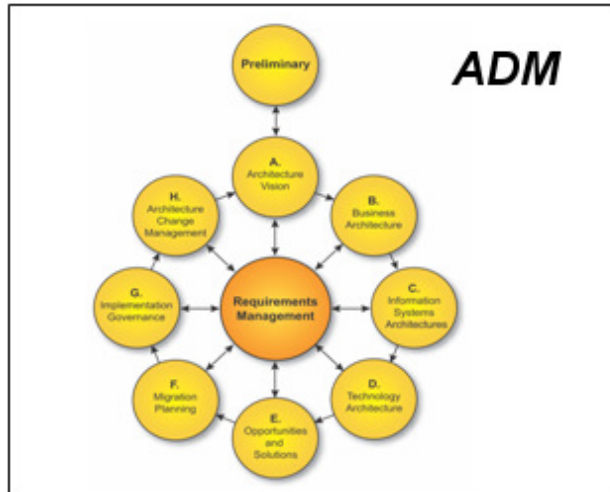 ADM
Preliminary
A.
Architecture
Vision
B.
Business
Architecture
C.
Information
Systems
Architectures
D.
Technology
Architecture
E.
Opportunities
and
Solutions
F.
Migration
Planning
G.
Implementation
Governance
H.
Architecture
Change
Management
Requirements
Management